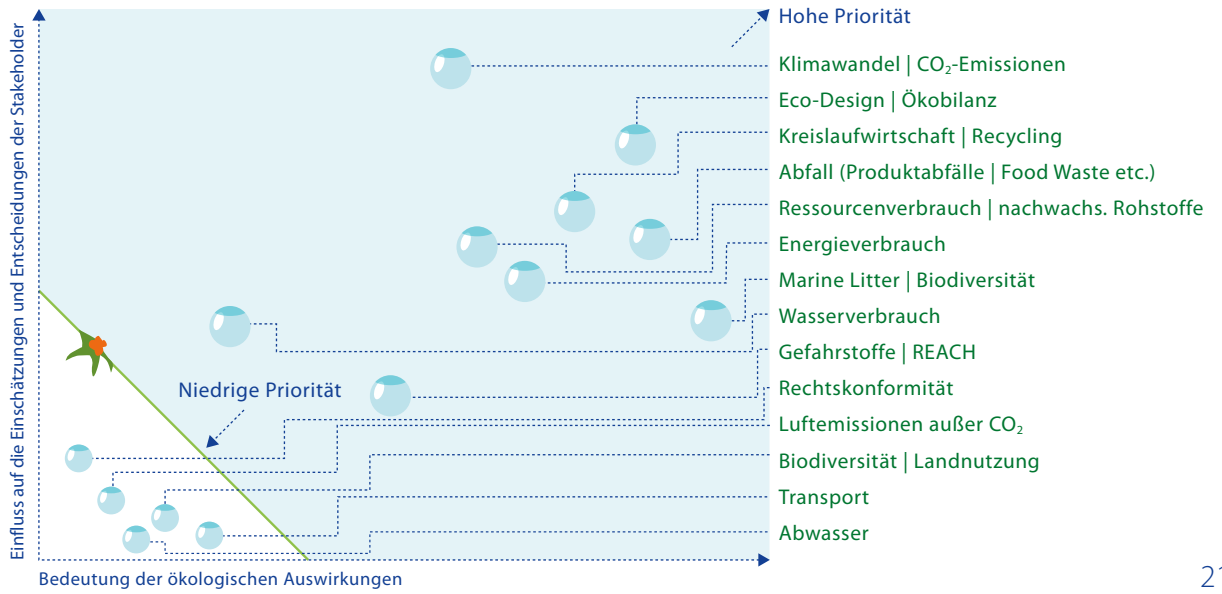 Einfluss auf die Einschätzungen und Entscheidungen der Stakeholder
Hohe Priorität
Klimawandel | CO₂-Emissionen
Eco-Design | Ökobilanz
Kreislaufwirtschaft | Recycling
Abfall (Produktabfälle | Food Waste etc.)
Ressourcenverbrauch | nachwachs. Rohstoffe
Energieverbrauch
Marine Litter | Biodiversität
Wasserverbrauch
Gefahrstoffe | REACH
Niedrige Priorität
Rechtskonformität
Luftemissionen außer CO₂
Biodiversität | Landnutzung
Transport
Abwasser
Bedeutung der ökologischen Auswirkungen